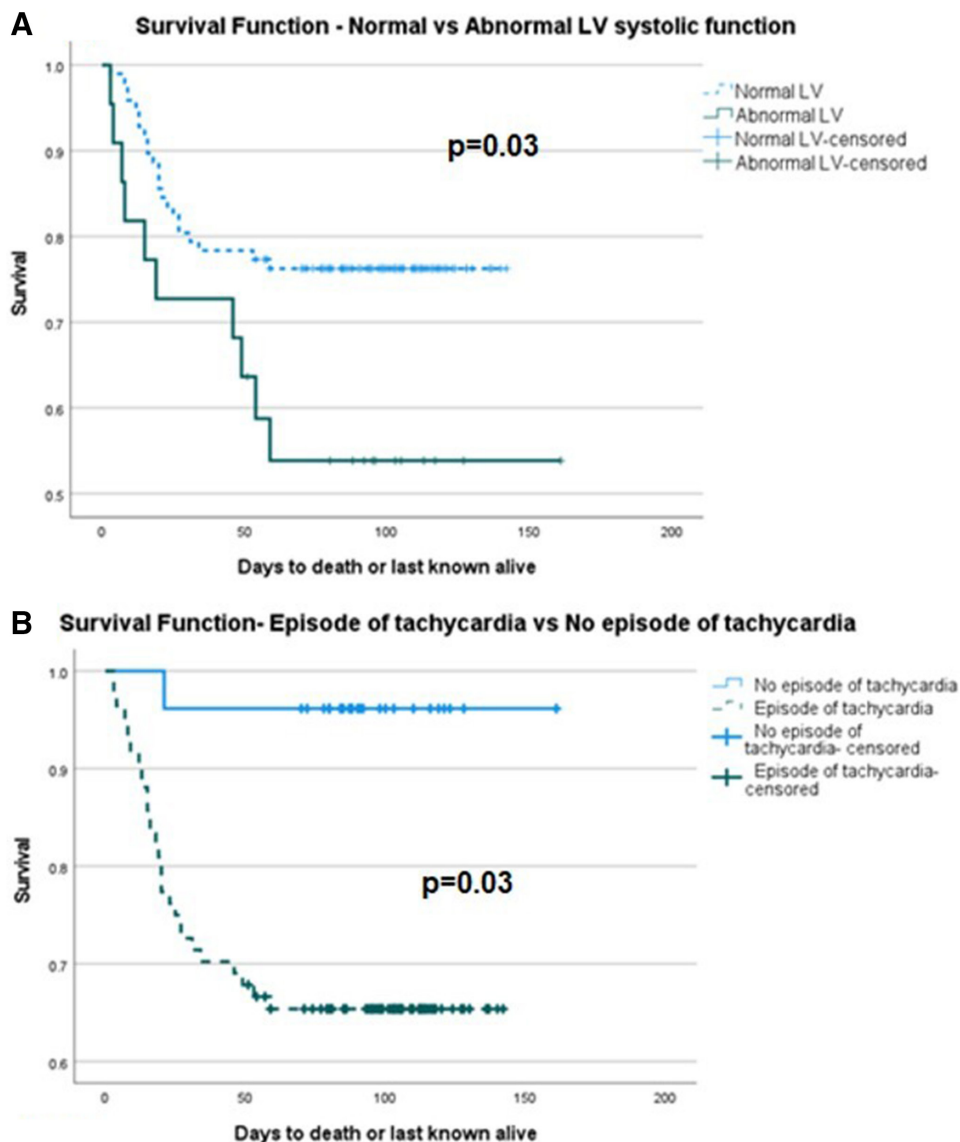 A
Survival Function - Normal vs Abnormal LV systolic function
1.0
0.9
0.8
0.7
0.6
0.5
Survival
p=0.03
Normal LV
Abnormal LV
Normal LV-censored
Abnormal LV-censored
0 50 100 150 200
Days to death or last known alive
B
Survival Function- Episode of tachycardia vs No episode of tachycardia
1.0
0.9
0.8
0.7
0.6
Survival
p=0.03
No episode of tachycardia
Episode of tachycardia
No episode of
tachycardia- censored
Episode of tachycardia-
censored
0 50 100 150 200
Days to death or last known alive